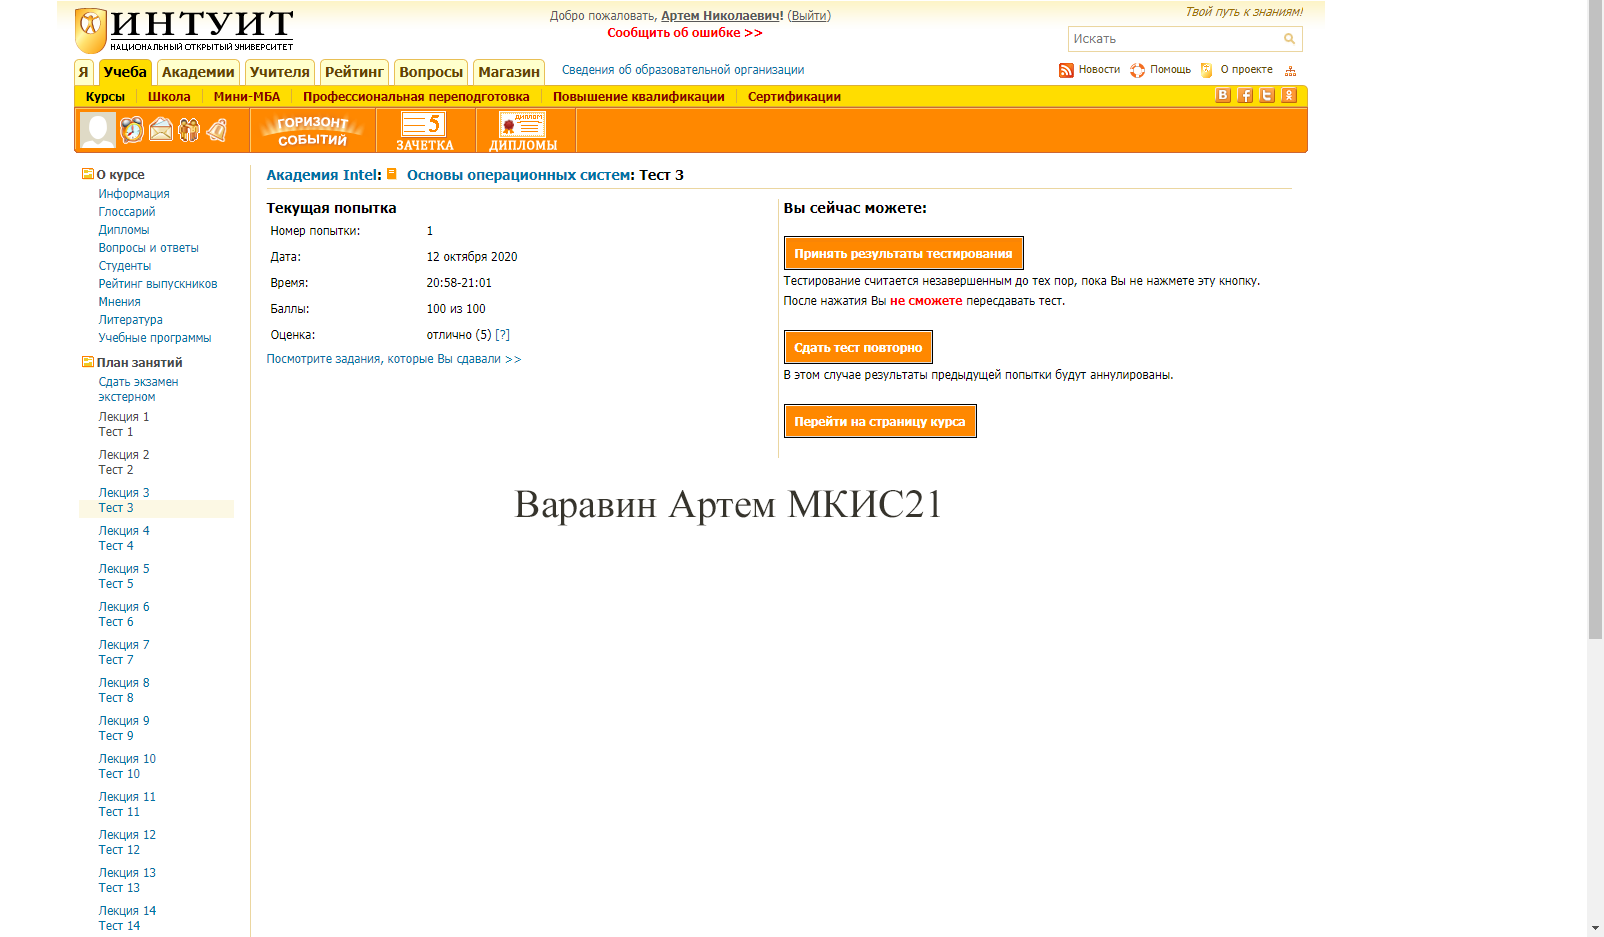 ИНТУИТ
НАЦИОНАЛЬНЫЙ ОТКРЫТЫЙ УНИВЕРСИТЕТ
Добро пожаловать, Артем Николаевич! (Выйти)
Сообщить об ошибке >>
Твой путь к знаниям!
Искать
Я Учеба Академии Учителя Рейтинг Вопросы Магазин Сведения об образовательной организации
Новости Помощь О проекте
Курсы Школа Мини-МБА Профессиональная переподготовка Повышение квалификации Сертификации
ГОРИЗОНТ СОБЫТИЙ
5 ЗАЧЕТКА
ДИПЛОМ ДИПЛОМЫ
О курсе
Информация
Глоссарий
Дипломы
Вопросы и ответы
Студенты
Рейтинг выпускников
Мнения
Литература
Учебные программы
План занятий
Сдать экзамен
экстерном
Лекция 1
Тест 1
Лекция 2
Тест 2
Лекция 3
Тест 3
Лекция 4
Тест 4
Лекция 5
Тест 5
Лекция 6
Тест 6
Лекция 7
Тест 7
Лекция 8
Тест 8
Лекция 9
Тест 9
Лекция 10
Тест 10
Лекция 11
Тест 11
Лекция 12
Тест 12
Лекция 13
Тест 13
Лекция 14
Тест 14
Академия Intel: Основы операционных систем: Тест 3
Текущая попытка
Номер попытки: 1
Дата: 12 октября 2020
Время: 20:58-21:01
Баллы: 100 из 100
Оценка: отлично (5) [?]
Посмотрите задания, которые Вы сдавали >>
Вы сейчас можете:
Принять результаты тестирования
Тестирование считается незавершенным до тех пор, пока Вы не нажмете эту кнопку.
После нажатия Вы не сможете пересдавать тест.
Сдать тест повторно
В этом случае результаты предыдущей попытки будут аннулированы.
Перейти на страницу курса
Варавин Артем МКИС21